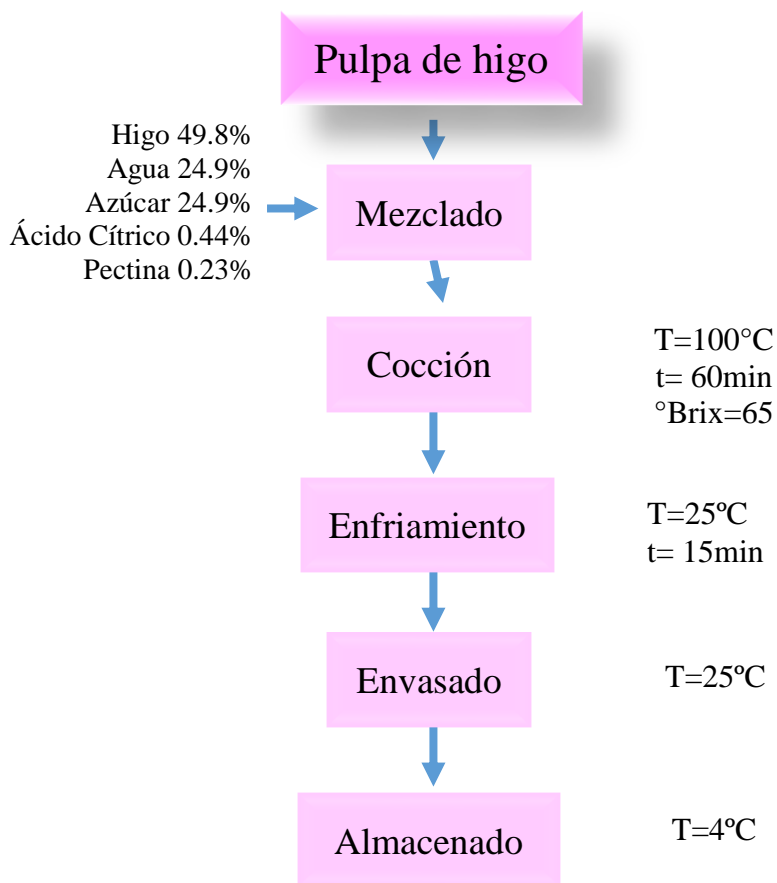 Pulpa de higo
Higo 49.8%
Agua 24.9%
Azúcar 24.9%
Ácido Cítrico 0.44%
Pectina 0.23%
Mezclado
Cocción
T=100°C
t= 60min
°Brix=65
Enfriamiento
T=25ºC
t= 15min
Envasado
T=25ºC
Almacenado
T=4ºC